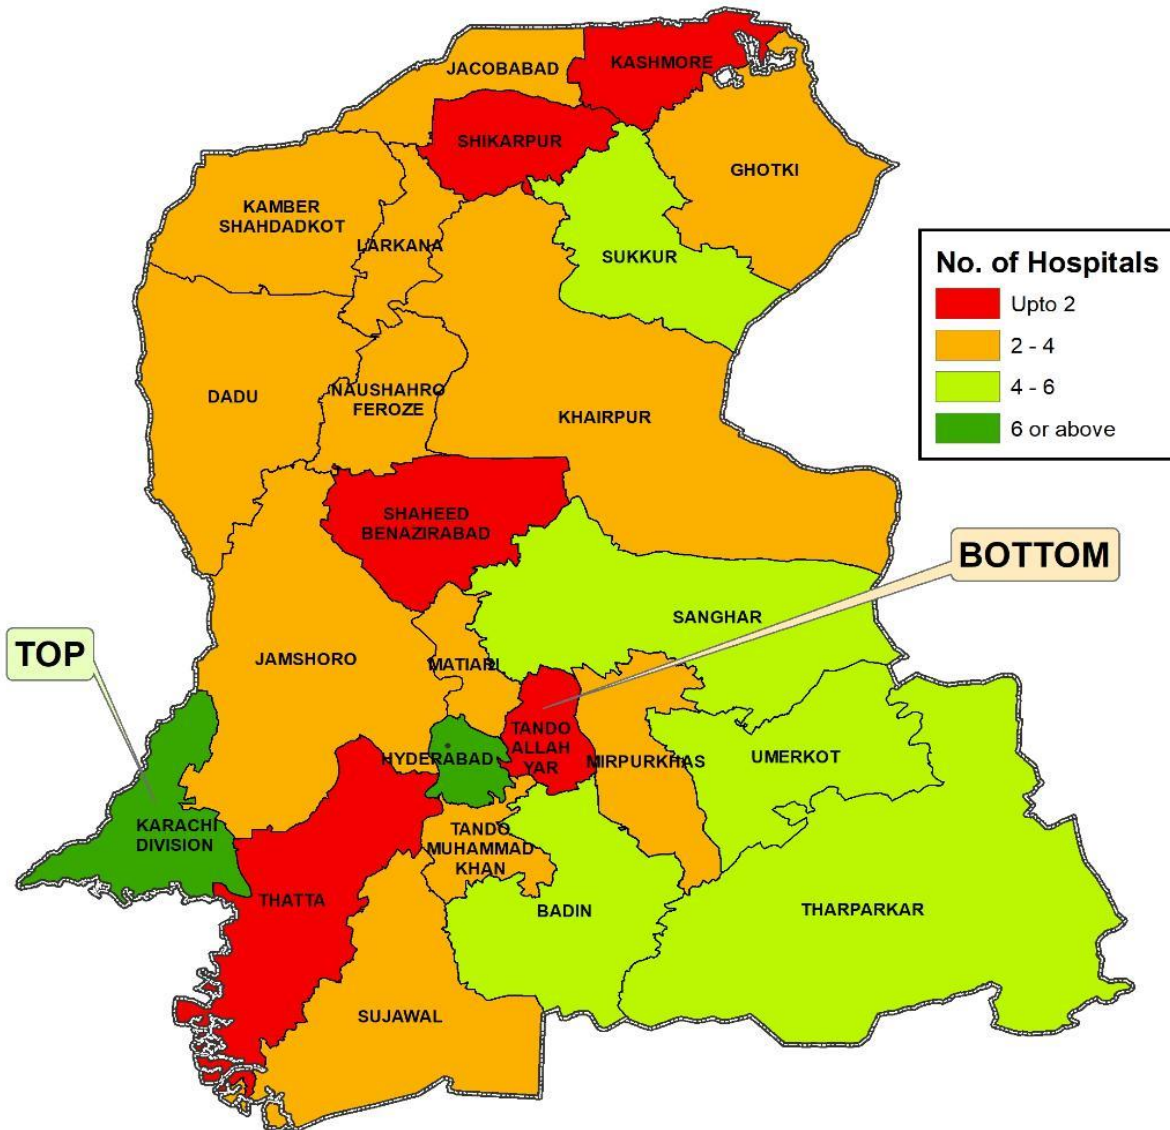 JACOBABAD
KASHMORE
SHIKARPUR
GHOTKI
KAMBER
SHAHDADKOT
LARKANA
SUKKUR
No. of Hospitals
Upto 2
2 - 4
4 - 6
6 or above
DADU
NAUSHAHRO
FEROZE
KHAIRPUR
SHAHEED
BENAZIRABAD
BOTTOM
SANGHAR
TOP
JAMSHORO
MATIARI
TANDO
ALLAH
YAR
HYDERABAD
MIRPURKHAS
UMERKOT
KARACHI
DIVISION
TANDO
MUHAMMAD
KHAN
THATTA
BADIN
THARPARKAR
SUJAWAL